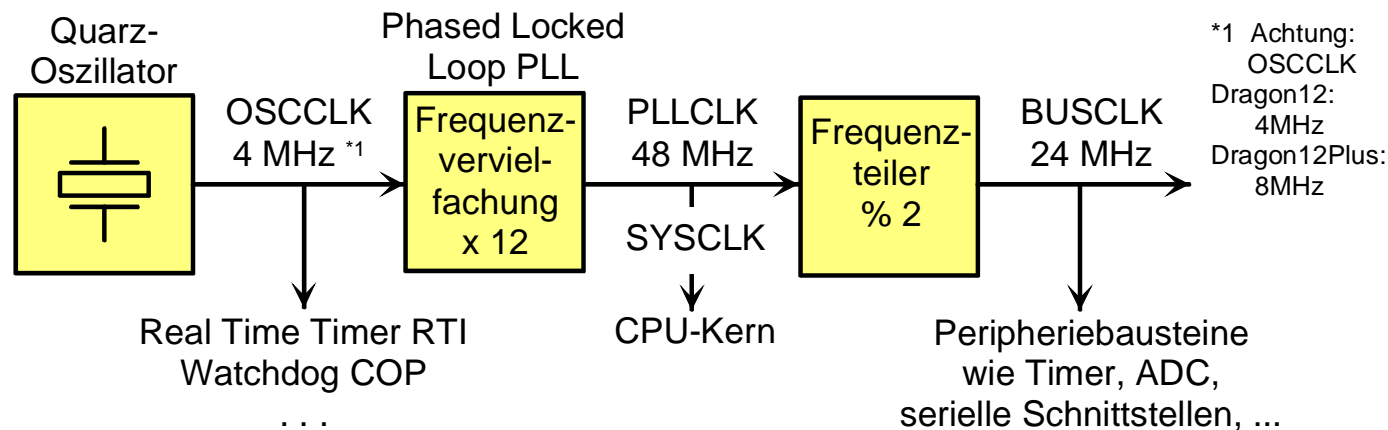 Quarz-
Oszillator
Phased Locked
Loop PLL
*1 Achtung:
OSCCLK
Dragon12:
4MHz
Dragon12Plus:
8MHz
OSCCLK
4 MHz *1
Frequenz-
verviel-
fachung
x 12
PLLCLK
48 MHz
SYSCLK
Frequenz-
teiler
% 2
BUSCLK
24 MHz
Real Time Timer RTI
Watchdog COP
. . .
CPU-Kern
Peripheriebausteine
wie Timer, ADC,
serielle Schnittstellen, ...